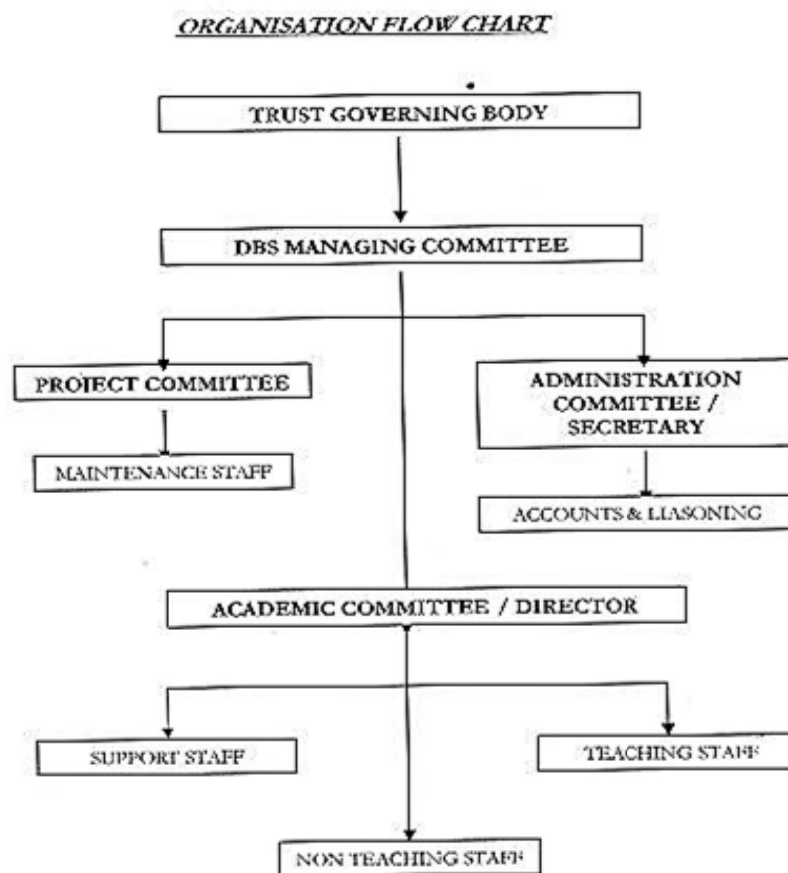 ORGANISATION FLOW CHART
TRUST GOVERNING BODY
DBS MANAGING COMMITTEE
PROJECT COMMITTEE
ADMINISTRATION
COMMITTEE /
SECRETARY
MAINTENANCE STAFF
ACCOUNTS & LIASONING
ACADEMIC COMMITTEE / DIRECTOR
SUPPORT STAFF
TEACHING STAFF
NON TEACHING STAFF